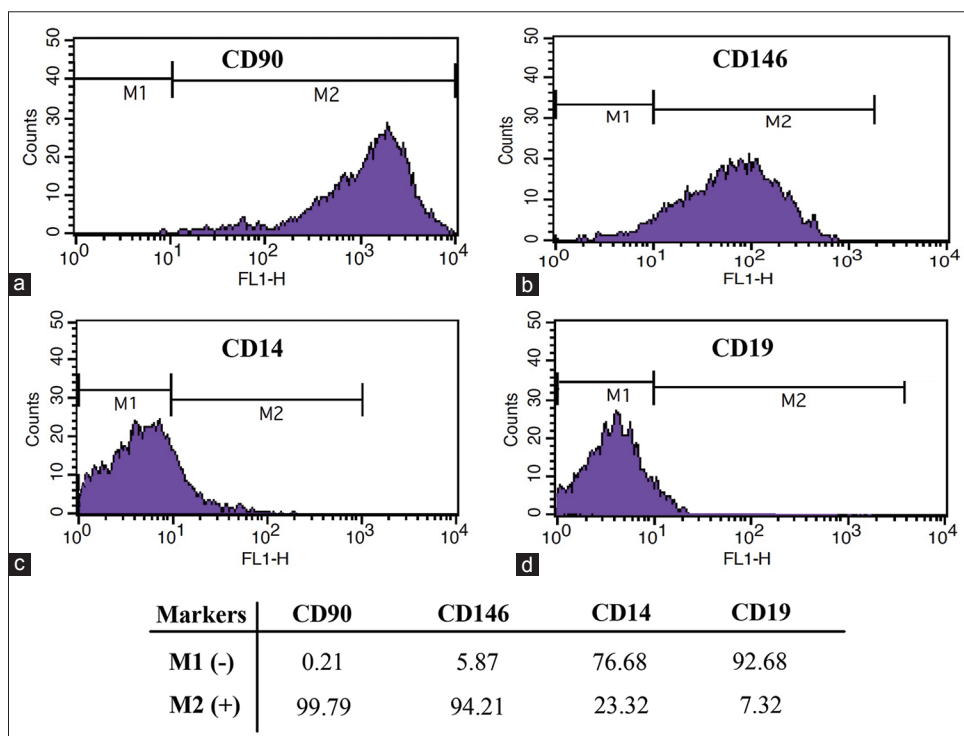 CD90
50
40
30
20
10
0
Counts
M1 M2
10^0 10^1 10^2 10^3 10^4
FL1-H
a
CD146
50
40
30
20
10
0
Counts
M1 M2
10^0 10^1 10^2 10^3 10^4
FL1-H
b
CD14
50
40
30
20
10
0
Counts
M1 M2
10^0 10^1 10^2 10^3 10^4
FL1-H
c
CD19
50
40
30
20
10
0
Counts
M1 M2
10^0 10^1 10^2 10^3 10^4
FL1-H
d
Markers CD90 CD146 CD14 CD19
M1 (-) 0.21 5.87 76.68 92.68
M2 (+) 99.79 94.21 23.32 7.32